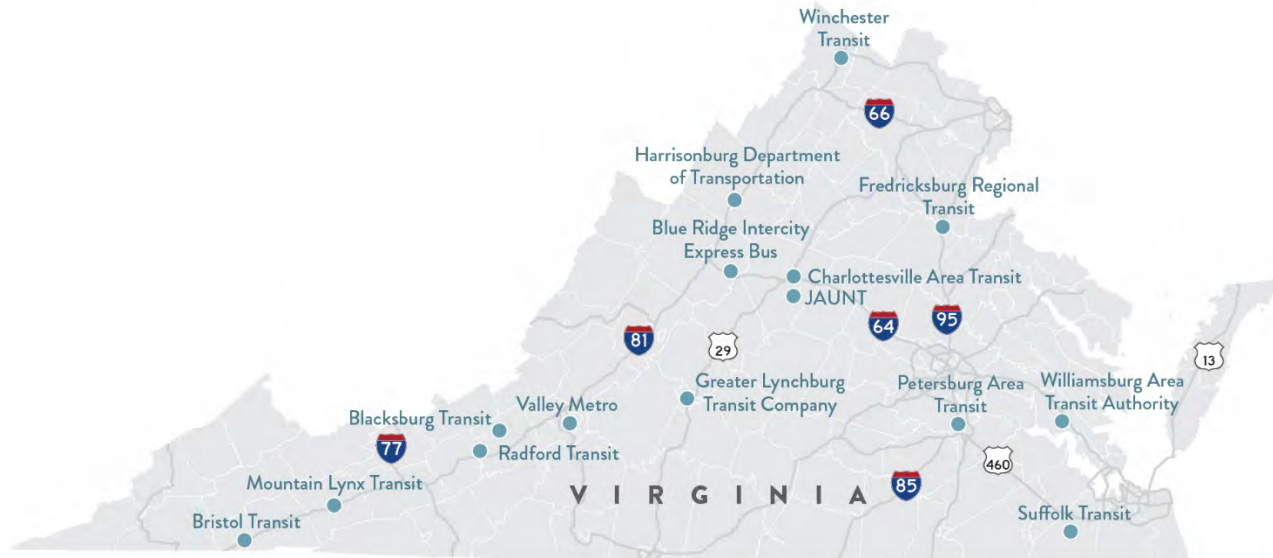 Winchester
Transit
66
Harrisonburg Department
of Transportation
Fredricksburg Regional
Transit
Blue Ridge Intercity
Express Bus
Charlottesville Area Transit
JAUNT
64
95
81
29
13
Greater Lynchburg
Transit Company
Petersburg Area
Transit
Williamsburg Area
Transit Authority
Valley Metro
Blacksburg Transit
77
Radford Transit
460
Mountain Lynx Transit
VIRGINIA
85
Bristol Transit
Suffolk Transit